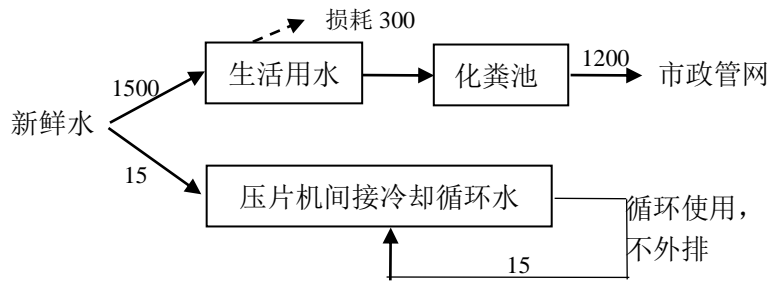 损耗 300
生活用水
化粪池
1200
市政管网
1500
新鲜水
15
压片机间接冷却循环水
循环使用，
不外排
15